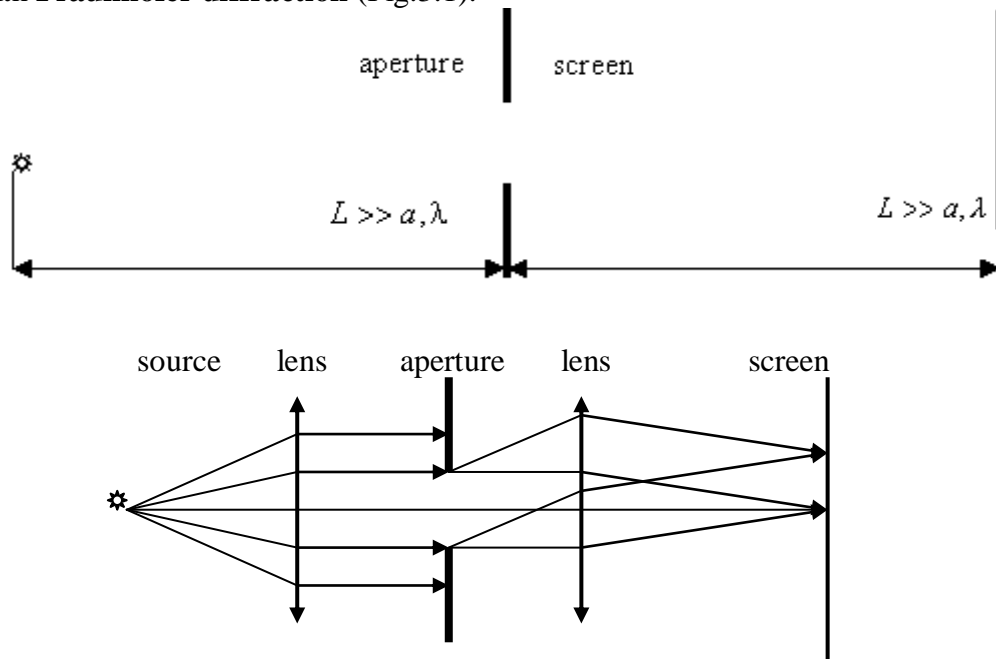 aperture screen
L >> a, λ
L >> a, λ
source lens aperture lens screen